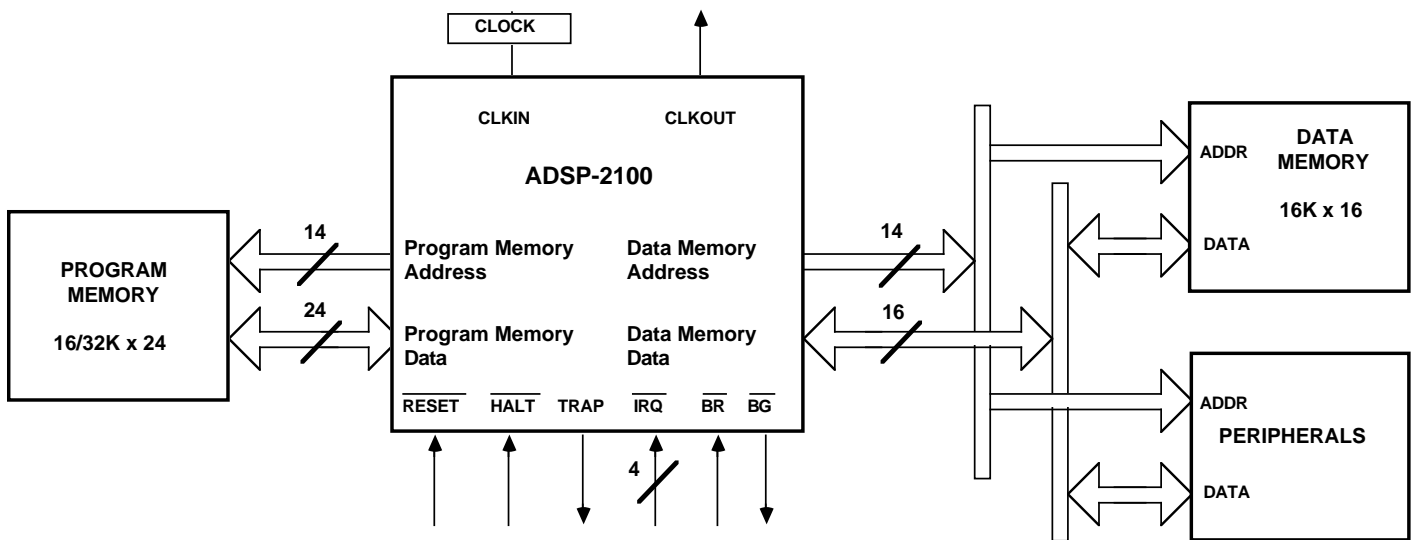 CLOCK
CLKIN
CLKOUT
ADSP-2100
PROGRAM
MEMORY
16/32K x 24
14
24
Program Memory
Address
Program Memory
Data
Data Memory
Address
Data Memory
Data
14
16
RESET
HALT
TRAP
IRQ
BR
BG
4
ADDR
DATA
MEMORY
16K x 16
DATA
ADDR
PERIPHERALS
DATA